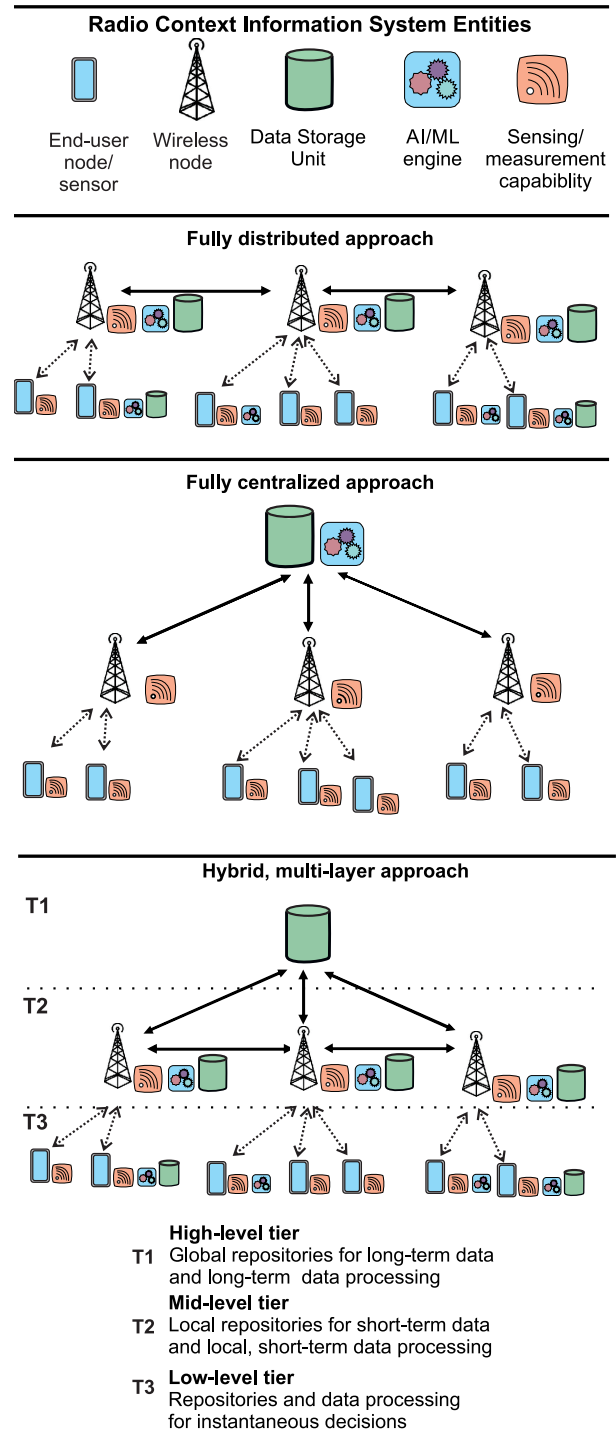 Radio Context Information System Entities
End-user
node/
sensor
Wireless
node
Data Storage
Unit
AI/ML
engine
Sensing/
measurement
capabiblity
Fully distributed approach
Fully centralized approach
Hybrid, multi-layer approach
T1
T2
T3
High-level tier
T1 Global repositories for long-term data
and long-term data processing
Mid-level tier
T2 Local repositories for short-term data
and local, short-term data processing
Low-level tier
T3 Repositories and data processing
for instantaneous decisions